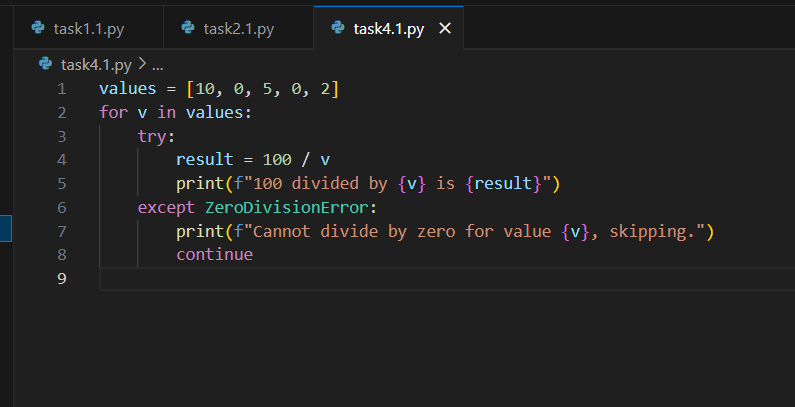 task1.1.py task2.1.py task4.1.py ×
task4.1.py > ...
1 values = [10, 0, 5, 0, 2]
2 for v in values:
3     try:
4         result = 100 / v
5         print(f"100 divided by {v} is {result}")
6     except ZeroDivisionError:
7         print(f"Cannot divide by zero for value {v}, skipping.")
8         continue
9